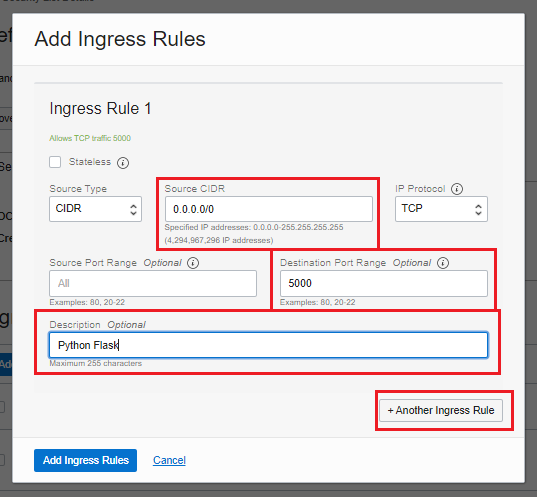 Add Ingress Rules
Ingress Rule 1
Allows TCP traffic 5000
Stateless
Source Type
Source CIDR
IP Protocol
CIDR
0.0.0.0/0
TCP
Specified IP addresses: 0.0.0.0-255.255.255.255
(4,294,967,296 IP addresses)
Source Port Range Optional
Destination Port Range Optional
All
5000
Examples: 80, 20-22
Examples: 80, 20-22
Description Optional
Python Flask
Maximum 255 characters
+ Another Ingress Rule
Add Ingress Rules
Cancel